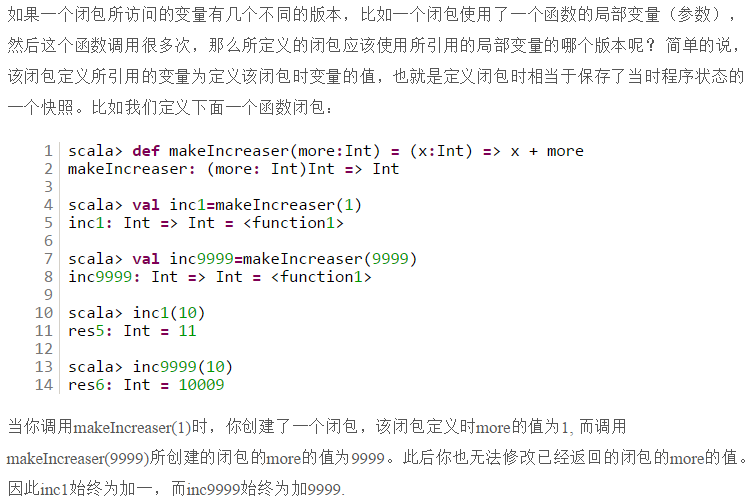 如果一个闭包所访问的变量有几个不同的版本，比如一个闭包使用了一个函数的局部变量（参数），
然后这个函数调用很多次，那么所定义的闭包应该使用所引用的局部变量的哪个版本呢？ 简单的说，
该闭包定义所引用的变量为定义该闭包时变量的值，也就是定义闭包时相当于保存了当时程序状态的
一个快照。比如我们定义下面一个函数闭包：
1 scala> def makeIncreaser(more:Int) = (x:Int) => x + more
2 makeIncreaser: (more: Int)Int => Int
3
4 scala> val inc1=makeIncreaser(1)
5 inc1: Int => Int = <function1>
6
7 scala> val inc9999=makeIncreaser(9999)
8 inc9999: Int => Int = <function1>
9
10 scala> inc1(10)
11 res5: Int = 11
12
13 scala> inc9999(10)
14 res6: Int = 10009
当你调用makeIncreaser(1)时，你创建了一个闭包，该闭包定义时more的值为1, 而调用
makeIncreaser(9999)所创建的闭包的more的值为9999。此后你也无法修改已经返回的闭包的more的值。
因此inc1始终为加一，而inc9999始终为加9999.